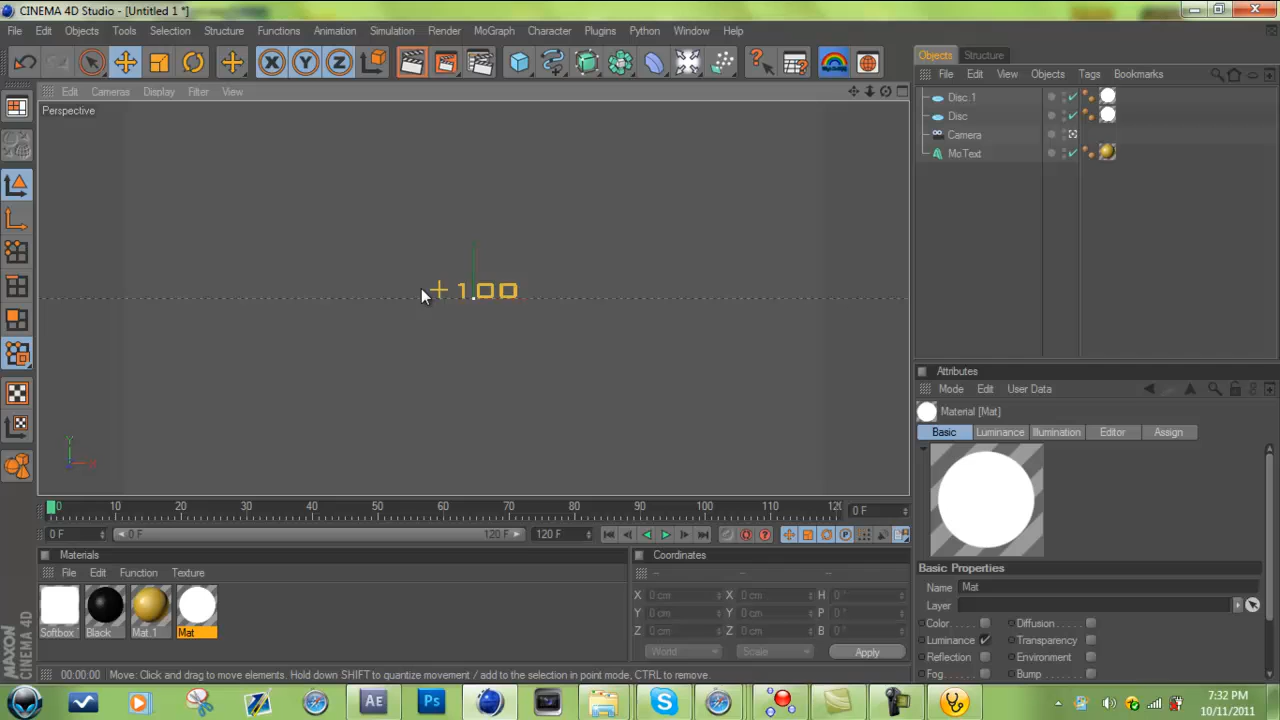 CINEMA 4D Studio - [Untitled 1 *]
File Edit Objects Tools Selection Structure Functions Animation Simulation Render MoGraph Character Plugins Python Window Help
Edit Cameras Display Filter View
Perspective
+100
Y
X
0 10 20 30 40 50 60 70 80 90 100 110 120
0 F
0 F 0 F 120 F 120 F
Materials
File Edit Function Texture
Softbox Black Mat.1 Mat
Coordinates
-- -- --
X 0 cm X 0 cm H 0 °
Y 0 cm Y 0 cm P 0 °
Z 0 cm Z 0 cm B 0 °
World Scale Apply
MAXON
CINEMA 4D
00:00:00 Move: Click and drag to move elements. Hold down SHIFT to quantize movement / add to the selection in point mode, CTRL to remove.
Objects Structure
File Edit View Objects Tags Bookmarks
Disc.1
Disc
Camera
MoText
Attributes
Mode Edit User Data
Material [Mat]
Basic Luminance Illumination Editor Assign
Basic Properties
Name Mat
Layer
Color Diffusion
Luminance Transparency
Reflection Environment
Fog Bump
Ae Ps
7:32 PM
10/11/2011